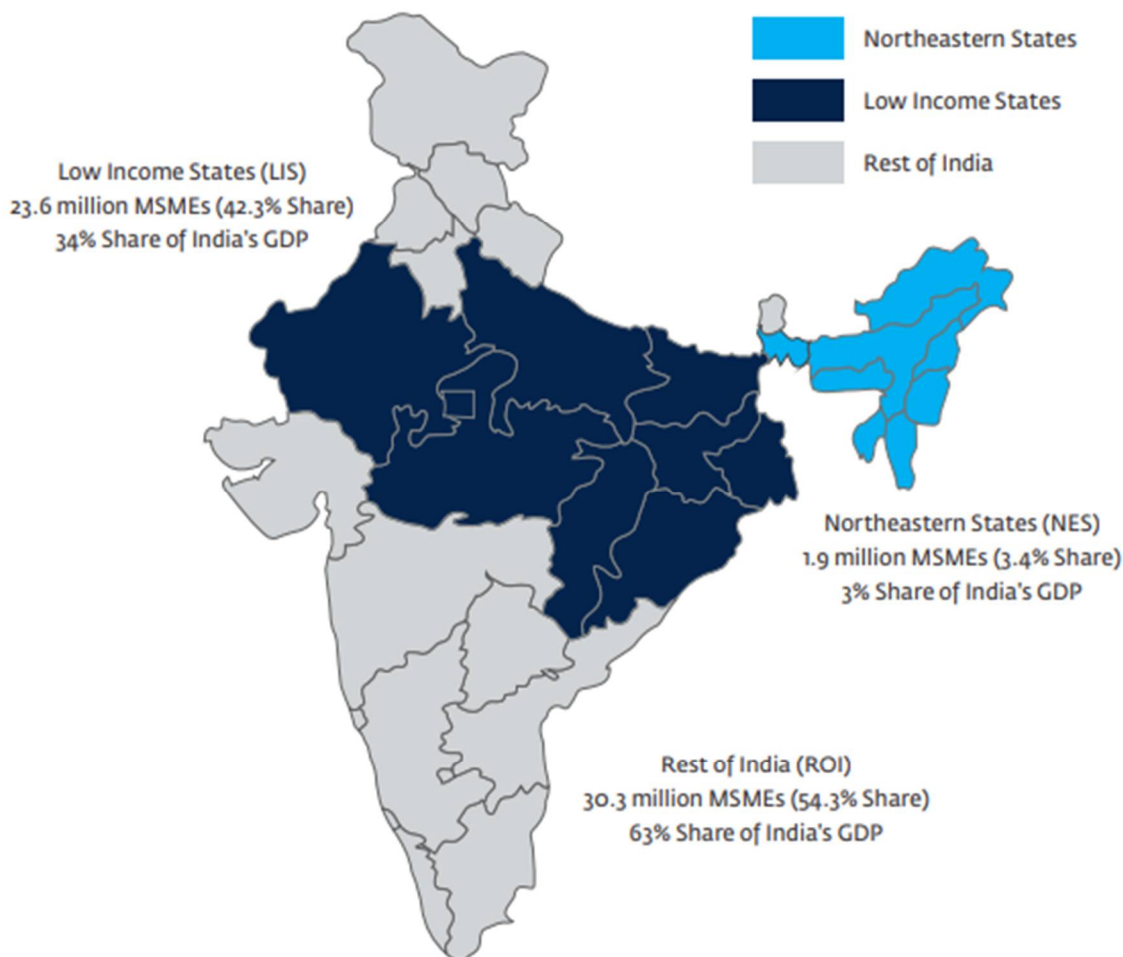 Northeastern States
Low Income States
Rest of India
Low Income States (LIS)
23.6 million MSMEs (42.3% Share)
34% Share of India's GDP
Northeastern States (NES)
1.9 million MSMEs (3.4% Share)
3% Share of India's GDP
Rest of India (ROI)
30.3 million MSMEs (54.3% Share)
63% Share of India's GDP